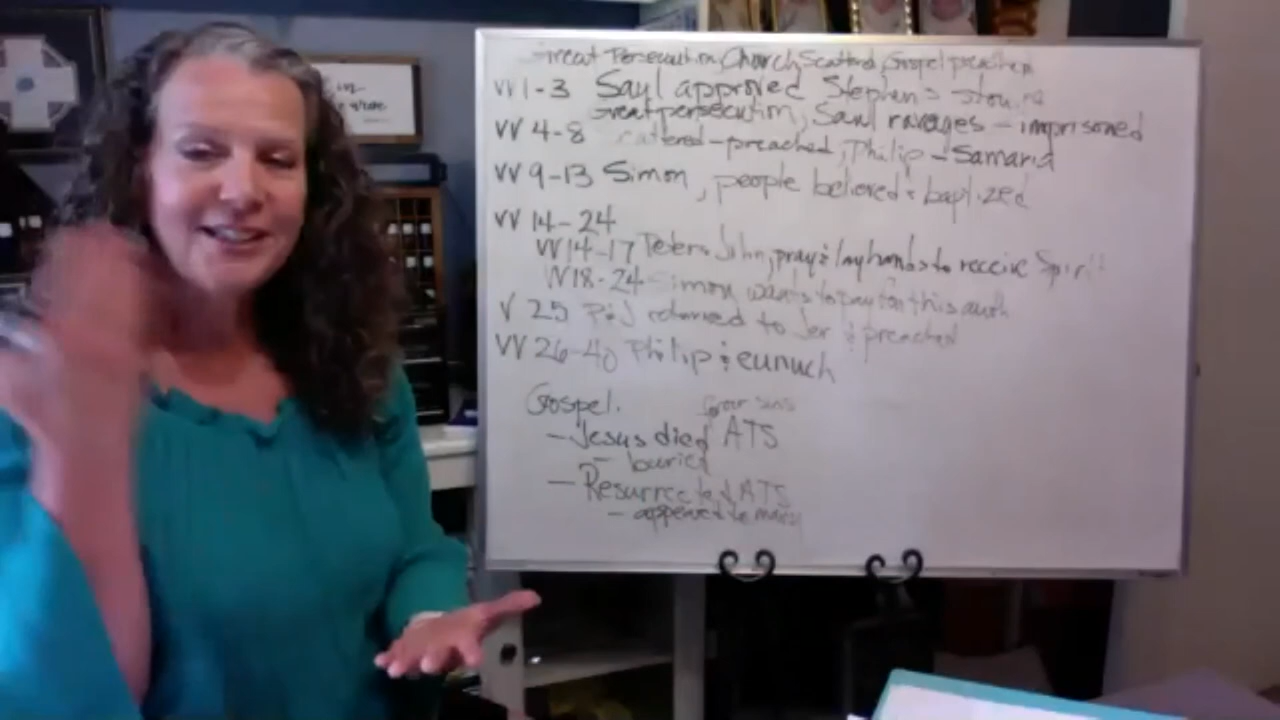 Great Persecution, Church Scattered, Gospel preached
VV 1-3 Saul approved Stephen's stoning
Great persecution, Saul ravages - imprisoned
VV 4-8 scattered - preached, Philip - Samaria
VV 9-13 Simon, people believed & baptized
VV 14-24
VV 14-17 Peter & John, pray & lay hands to receive Spirit
VV 18-24 Simon wants to pay for this auth
V 25 P & J returned to Jer & preached
VV 26-40 Philip & eunuch
Gospel.
for our sins
- Jesus died ATS
- buried
- Resurrected ATS
- appeared to many